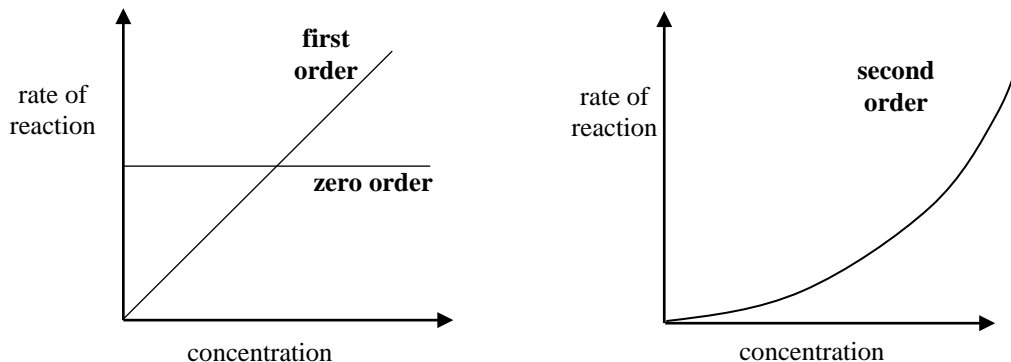 first
order
rate of
reaction
zero order
concentration
second
order
rate of
reaction
concentration